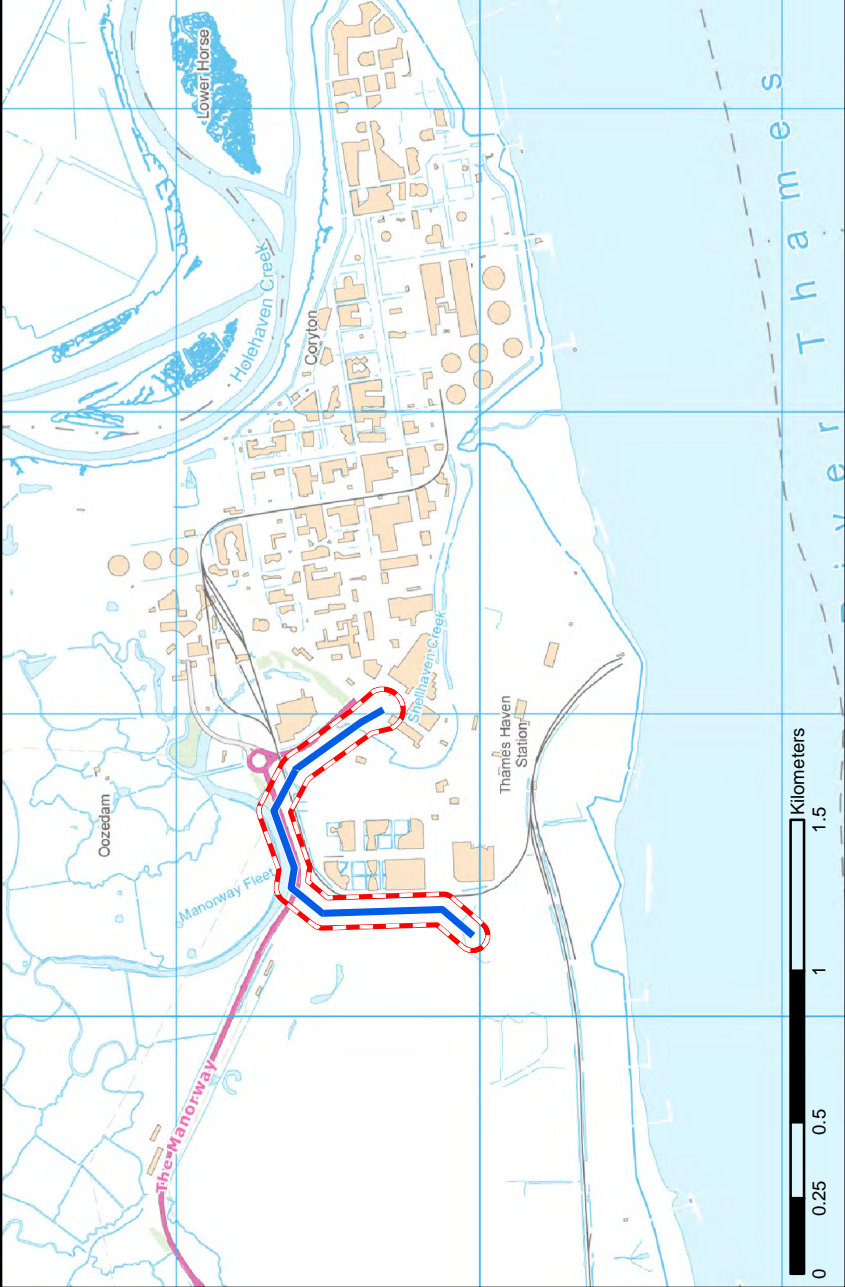 Lower Horse
Holehaven Creek
Coryton
Oozedam
Manorway Fleet
The Manorway
Shellhaven Creek
Thames Haven
Station
River Thames
Kilometers
0 0.25 0.5 1 1.5